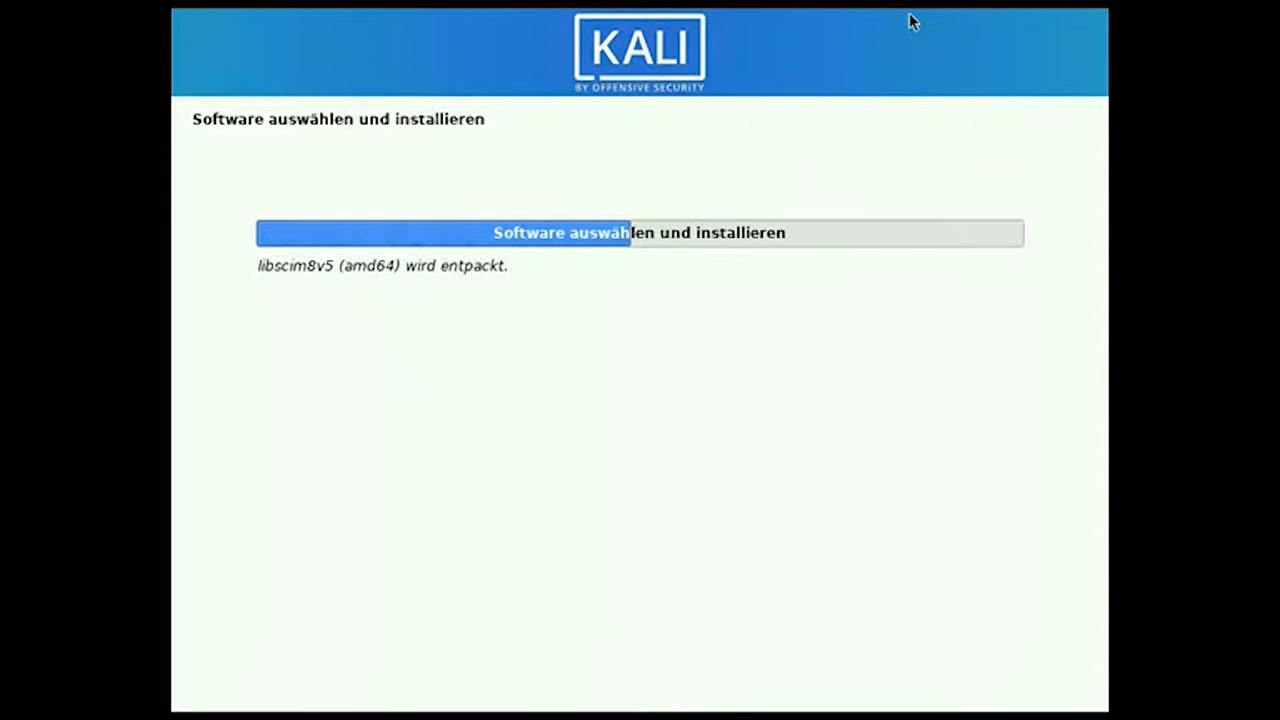 KALI
BY OFFENSIVE SECURITY
Software auswählen und installieren
Software auswählen und installieren
libscim8v5 (amd64) wird entpackt.